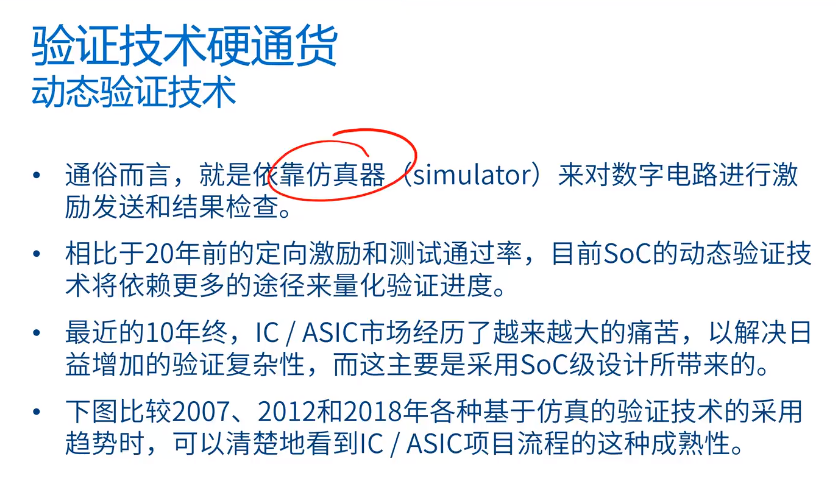 验证技术硬通货
动态验证技术
• 通俗而言，就是依靠仿真器（simulator）来对数字电路进行激
励发送和结果检查。
• 相比于20年前的定向激励和测试通过率，目前SoC的动态验证技
术将依赖更多的途径来量化验证进度。
• 最近的10年终，IC / ASIC市场经历了越来越大的痛苦，以解决日
益增加的验证复杂性，而这主要是采用SoC级设计所带来的。
• 下图比较2007、2012和2018年各种基于仿真的验证技术的采用
趋势时，可以清楚地看到IC / ASIC项目流程的这种成熟性。